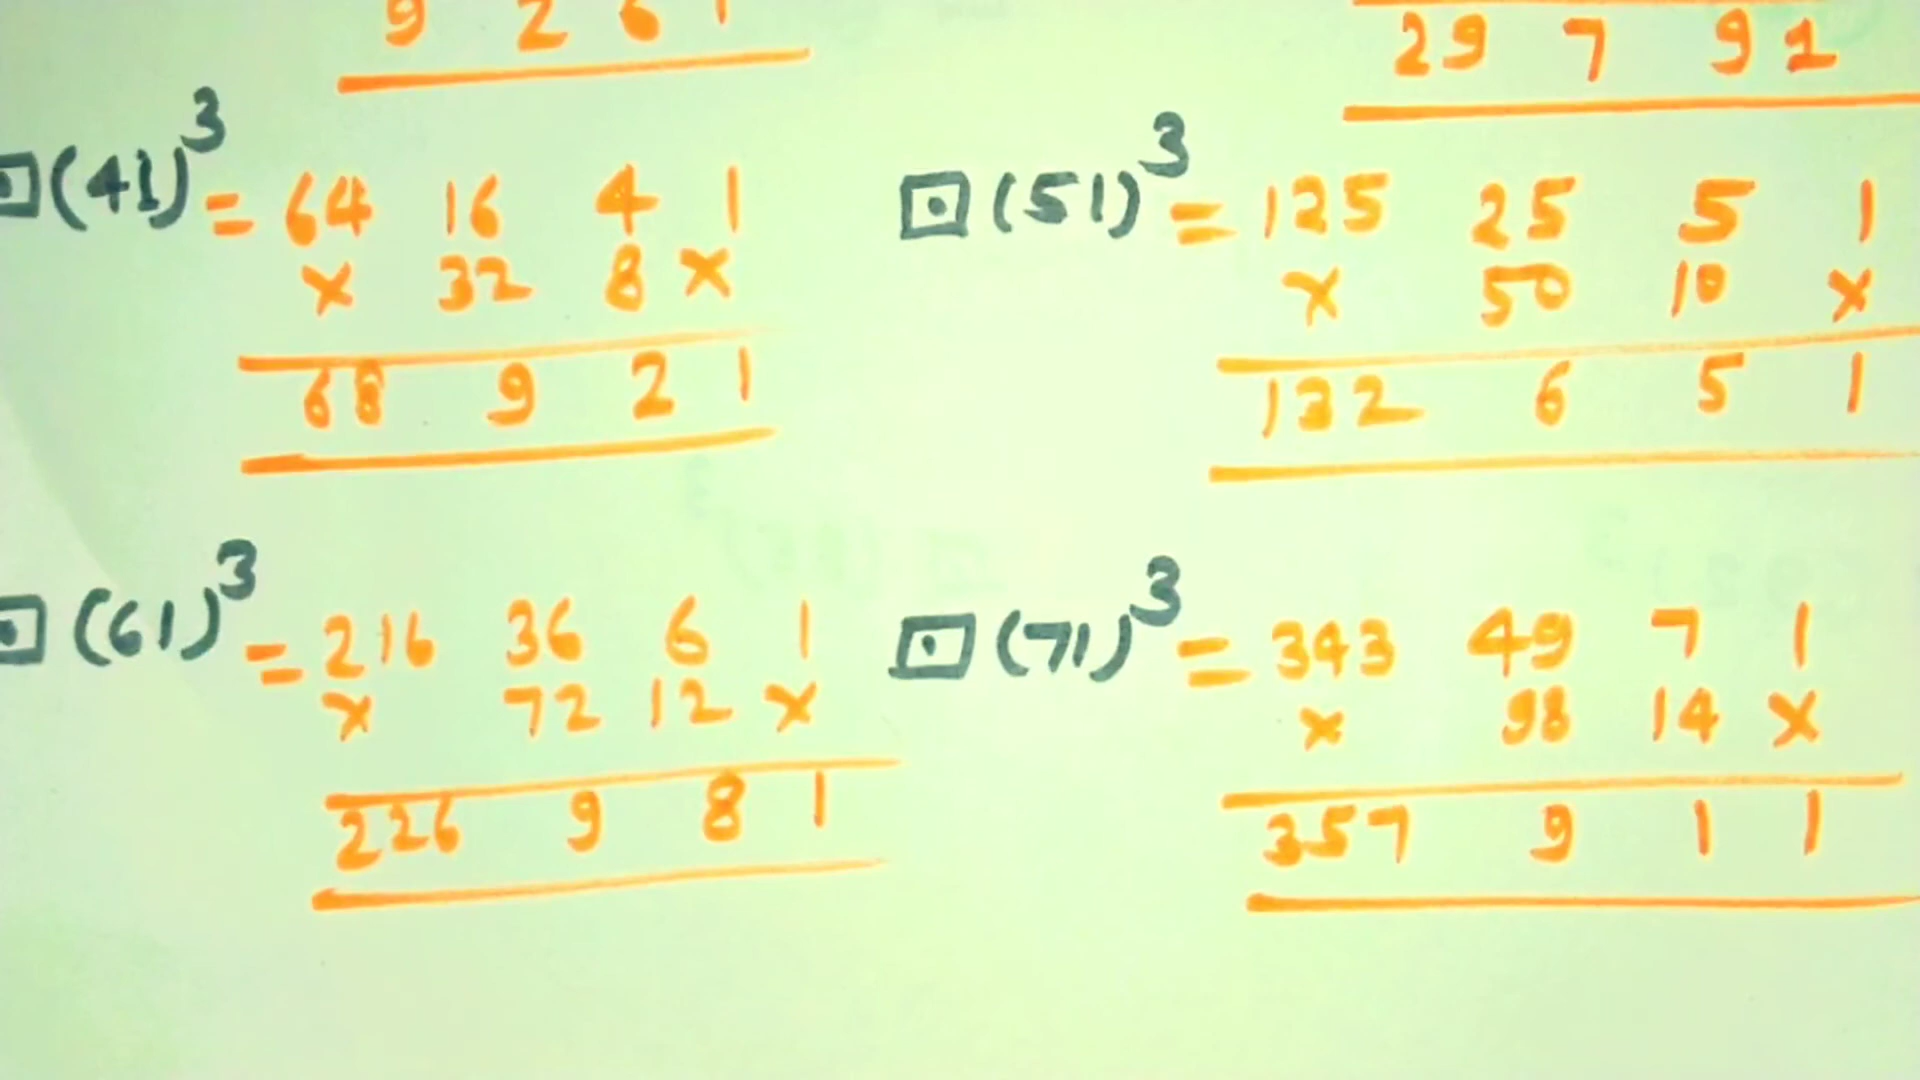 9 2 6 1
29 7 9 1
(41)³ = 64 16 4 1
x 32 8 x
68 9 2 1
(51)³ = 125 25 5 1
x 50 10 x
132 6 5 1
(61)³ = 216 36 6 1
x 72 12 x
226 9 8 1
(71)³ = 343 49 7 1
x 98 14 x
357 9 1 1